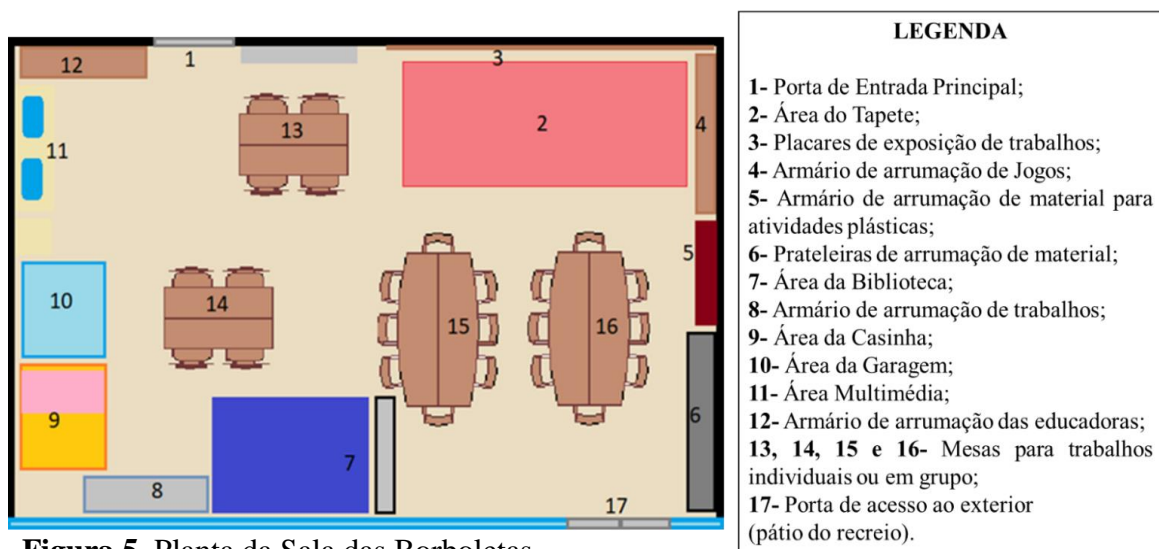 12
1
3
13
2
4
11
5
10
14
15
16
9
7
6
8
17
Figura 5. Planta da Sala das Borboletas
LEGENDA
1- Porta de Entrada Principal;
2- Área do Tapete;
3- Placares de exposição de trabalhos;
4- Armário de arrumação de Jogos;
5- Armário de arrumação de material para
atividades plásticas;
6- Prateleiras de arrumação de material;
7- Área da Biblioteca;
8- Armário de arrumação de trabalhos;
9- Área da Casinha;
10- Área da Garagem;
11- Área Multimédia;
12- Armário de arrumação das educadoras;
13, 14, 15 e 16- Mesas para trabalhos
individuais ou em grupo;
17- Porta de acesso ao exterior
(pátio do recreio).